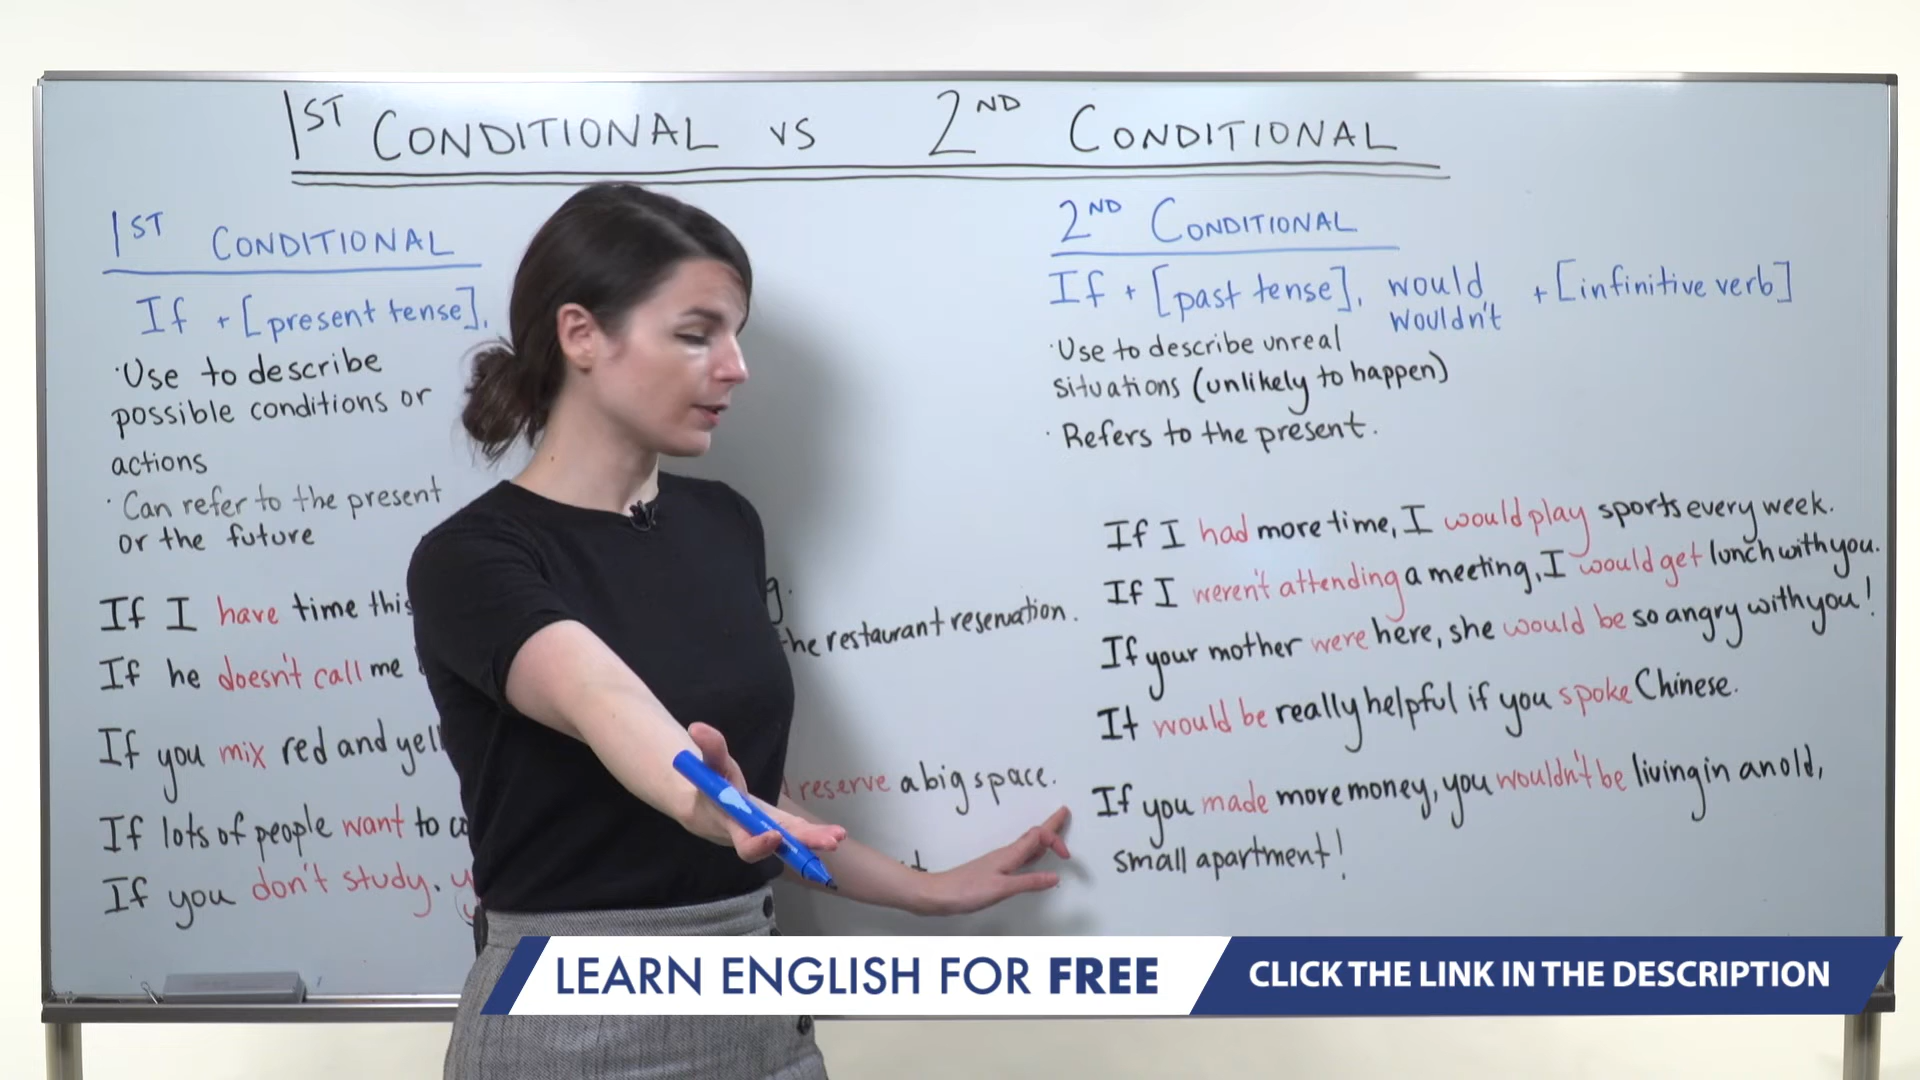 1ST CONDITIONAL VS 2ND CONDITIONAL
1ST CONDITIONAL
If + [present tense],
·Use to describe
possible conditions or
actions
·Can refer to the present
or the future
If I have time this
If he doesn't call me
the restaurant reservation.
If you mix red and yell
If lots of people want to co
reserve a big space.
If you don't study,
2ND CONDITIONAL
If + [past tense], would + [infinitive verb]
wouldn't
·Use to describe unreal
situations (unlikely to happen)
·Refers to the present.
If I had more time, I would play sports every week.
If I weren't attending a meeting, I would get lunch with you.
If your mother were here, she would be so angry with you!
It would be really helpful if you spoke Chinese.
If you made more money, you wouldn't be living in an old,
small apartment!
LEARN ENGLISH FOR FREE
CLICK THE LINK IN THE DESCRIPTION